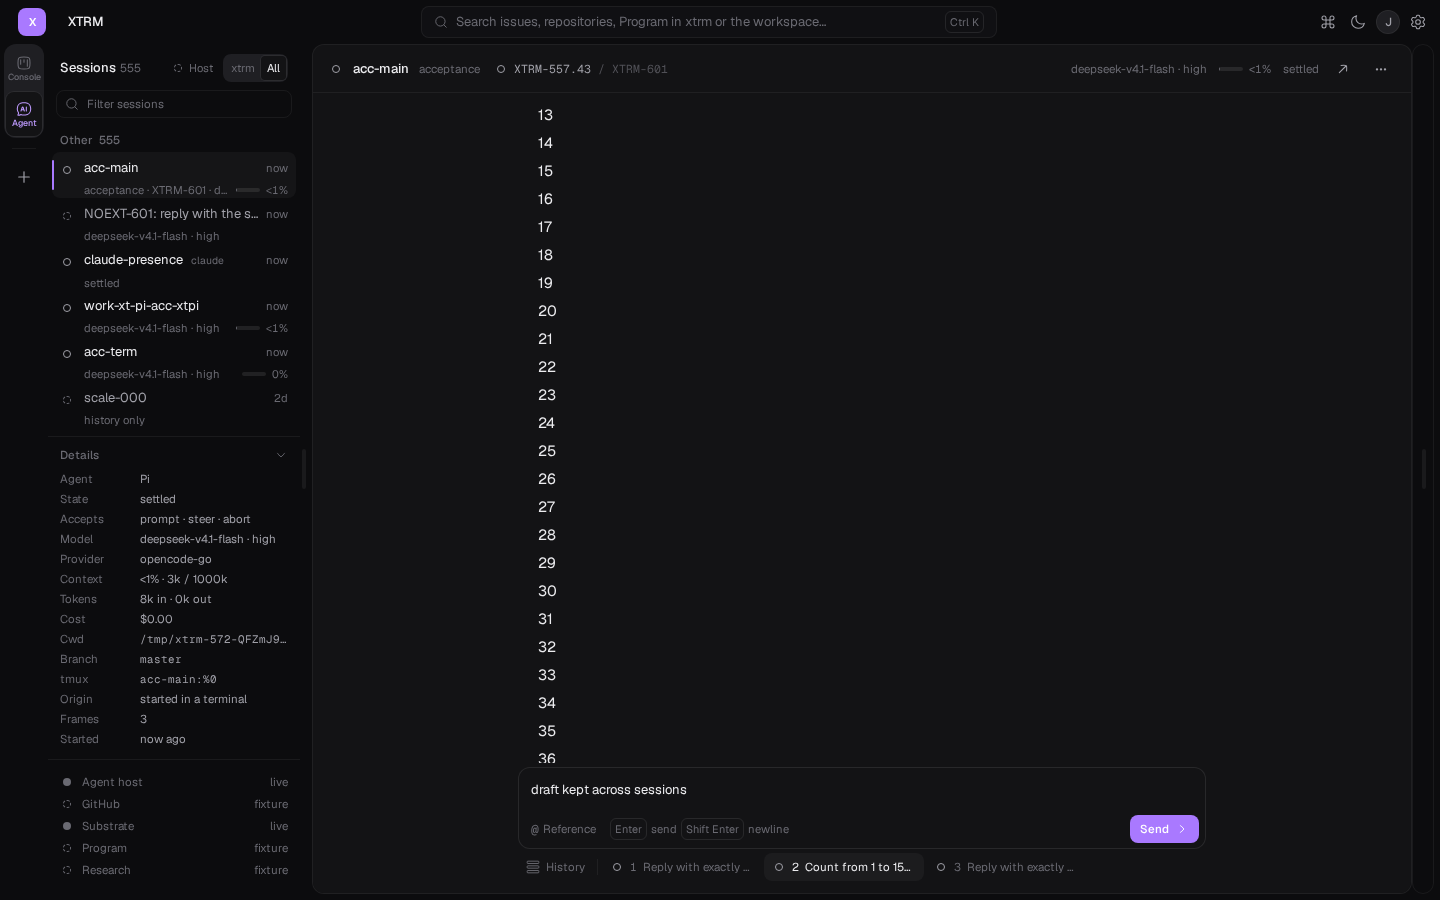 X XTRM Search issues, repositories, Program in xtrm or the workspace... Ctrl K J
Console
AI
Agent
Sessions 555 Host xtrm All
Filter sessions
Other 555
acc-main now
acceptance · XTRM-601 · d... <1%
NOEXT-601: reply with the s... now
deepseek-v4.1-flash · high
claude-presence claude now
settled
work-xt-pi-acc-xtpi now
deepseek-v4.1-flash · high <1%
acc-term now
deepseek-v4.1-flash · high 0%
scale-000 2d
history only
Details
Agent Pi
State settled
Accepts prompt · steer · abort
Model deepseek-v4.1-flash · high
Provider opencode-go
Context <1% · 3k / 1000k
Tokens 8k in · 0k out
Cost $0.00
Cwd /tmp/xtrm-572-QFZmJ9...
Branch master
tmux acc-main:%0
Origin started in a terminal
Frames 3
Started now ago
Agent host live
GitHub fixture
Substrate live
Program fixture
Research fixture
acc-main acceptance XTRM-557.43 / XTRM-601 deepseek-v4.1-flash · high <1% settled
13
14
15
16
17
18
19
20
21
22
23
24
25
26
27
28
29
30
31
32
33
34
35
36
draft kept across sessions
@ Reference Enter send Shift Enter newline Send
History 1 Reply with exactly ... 2 Count from 1 to 15... 3 Reply with exactly ...